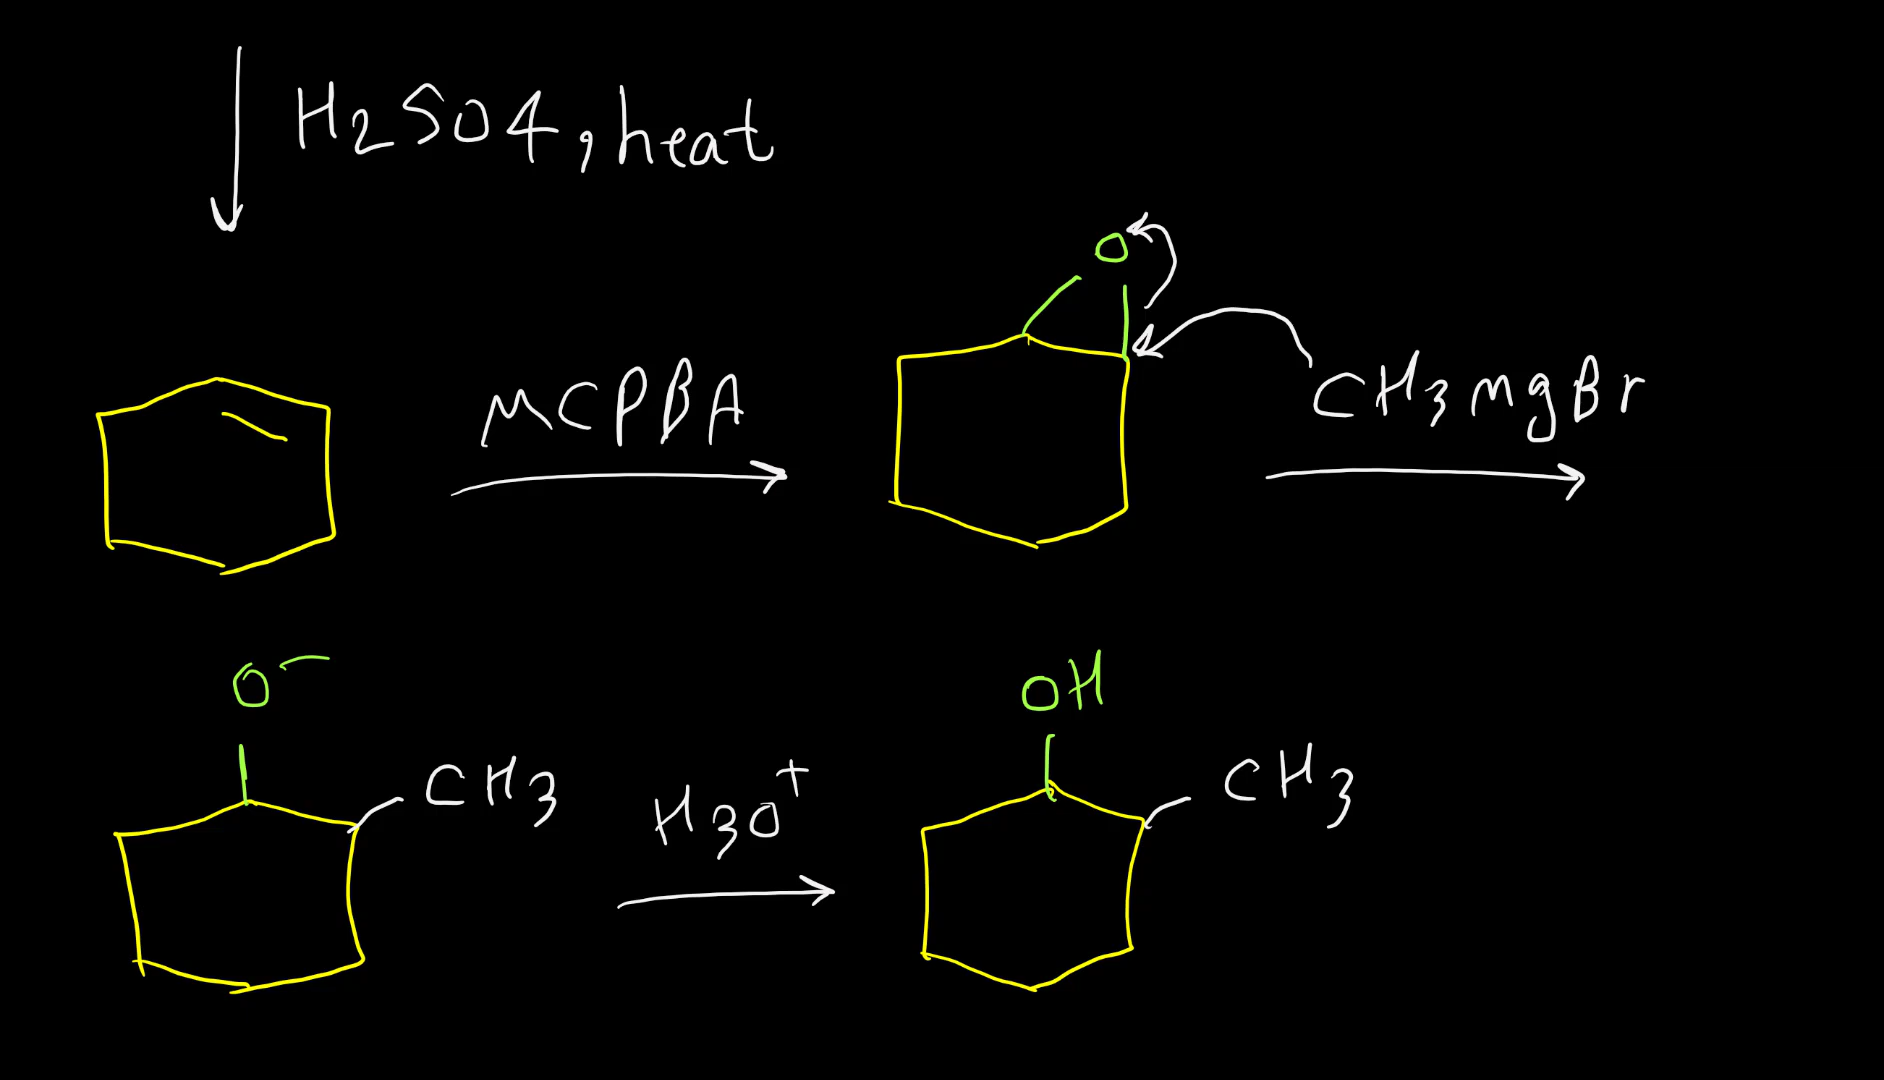 H2SO4, heat
O
MCPBA
CH3MgBr
O−
CH3
H3O+
OH
CH3